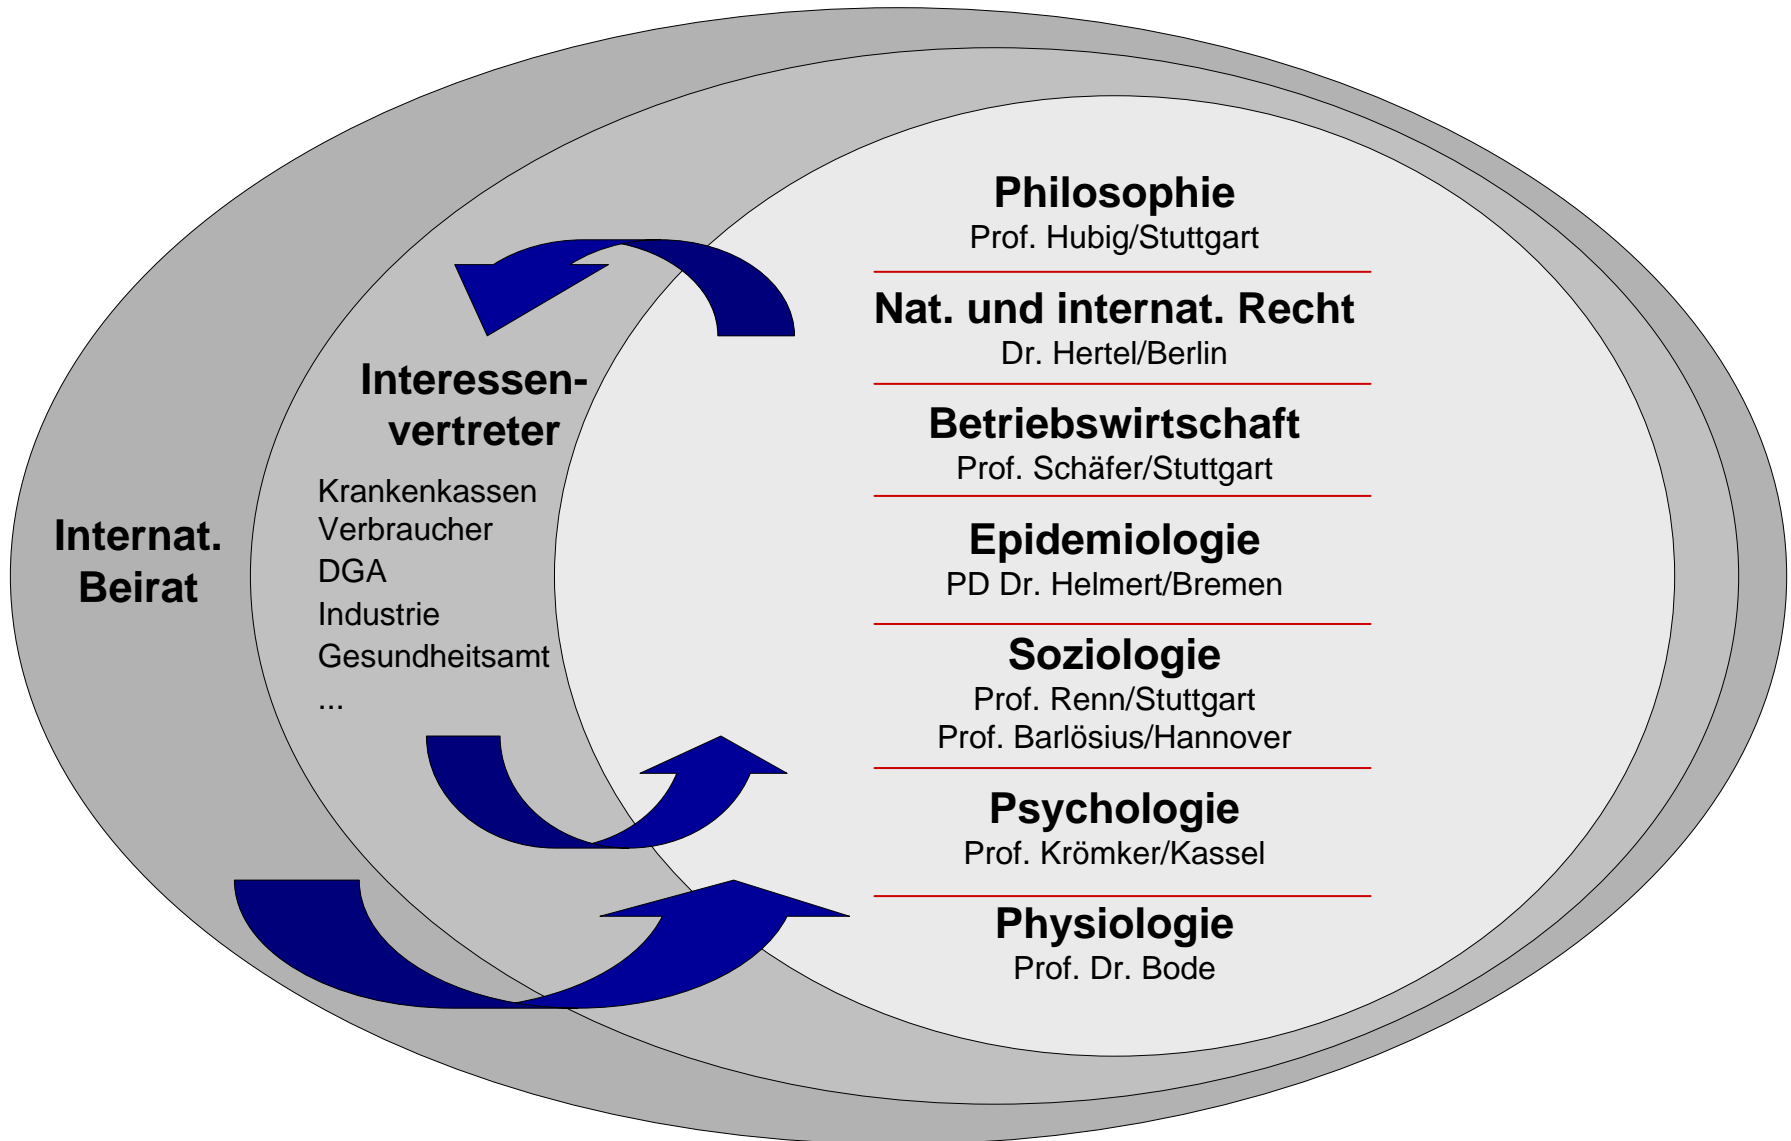 Internat.
Beirat
Interessen-
vertreter
Krankenkassen
Verbraucher
DGA
Industrie
Gesundheitsamt
...
Philosophie
Prof. Hubig/Stuttgart
Nat. und internat. Recht
Dr. Hertel/Berlin
Betriebswirtschaft
Prof. Schäfer/Stuttgart
Epidemiologie
PD Dr. Helmert/Bremen
Soziologie
Prof. Renn/Stuttgart
Prof. Barlösius/Hannover
Psychologie
Prof. Krömker/Kassel
Physiologie
Prof. Dr. Bode